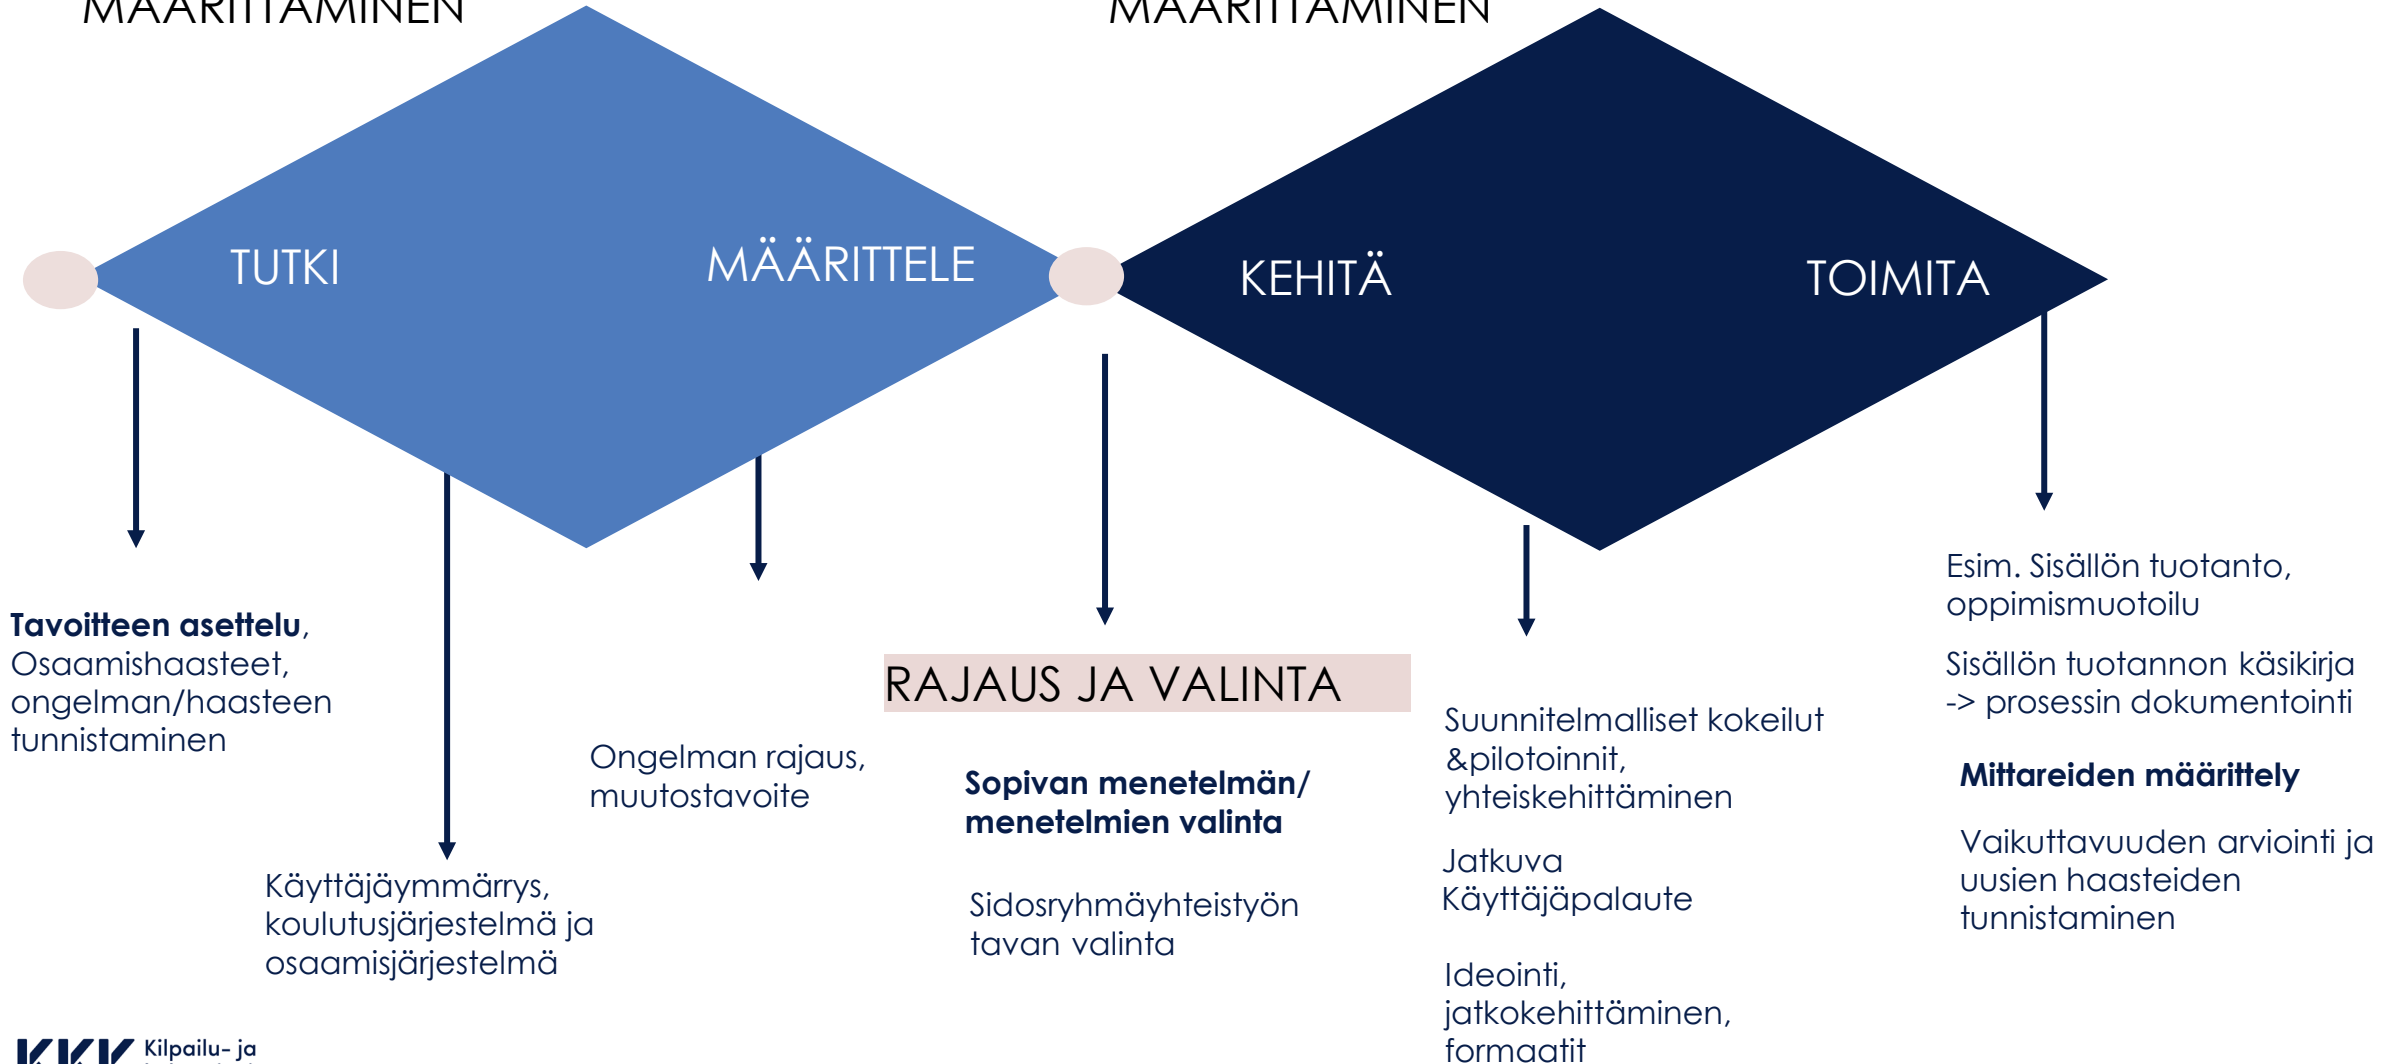 MÄÄRITTÄMINEN
MÄÄRITTÄMINEN
TUTKI
MÄÄRITTELE
KEHITÄ
TOIMITA
Tavoitteen asettelu,
Osaamishaasteet,
ongelman/haasteen
tunnistaminen
Käyttäjäymmärrys,
koulutusjärjestelmä ja
osaamisjärjestelmä
Ongelman rajaus,
muutostavoite
RAJAUS JA VALINTA
Sopivan menetelmän/
menetelmien valinta
Sidosryhmäyhteistyön
tavan valinta
Suunnitelmalliset kokeilut
&pilotoinnit,
yhteiskehittäminen
Jatkuva
Käyttäjäpalaute
Ideointi,
jatkokehittäminen,
formaatit
Esim. Sisällön tuotanto,
oppimismuotoilu
Sisällön tuotannon käsikirja
-> prosessin dokumentointi
Mittareiden määrittely
Vaikuttavuuden arviointi ja
uusien haasteiden
tunnistaminen
KKV Kilpailu- ja